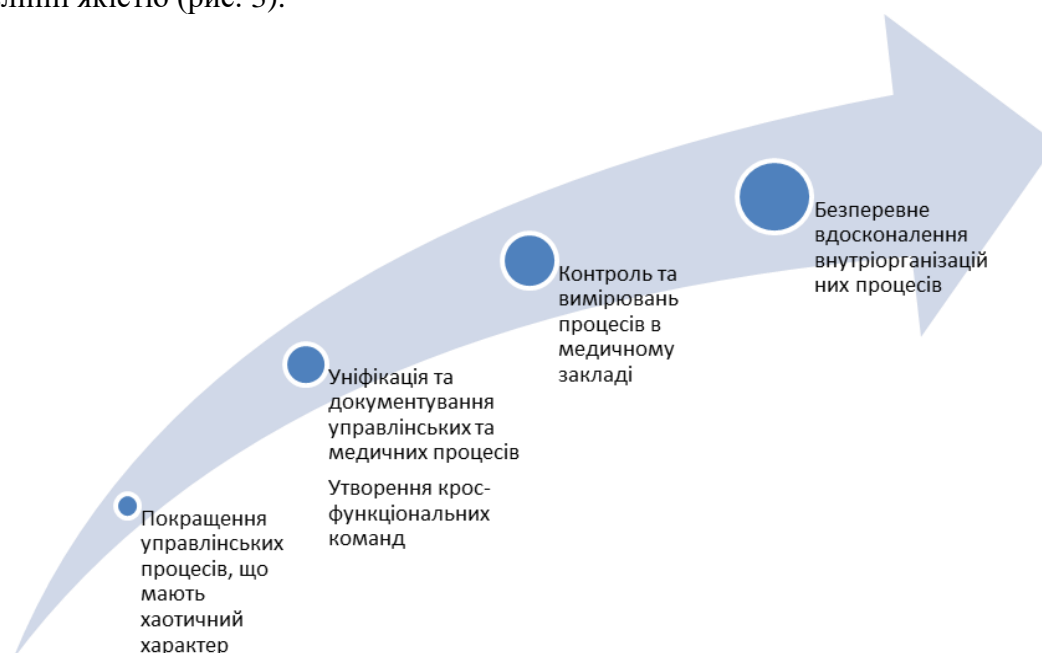 якістю (рис. 3).
Покращення
управлінських
процесів, що
мають
хаотичний
характер
Уніфікація та
документування
управлінських та
медичних процесів
Утворення крос-
функціональних
команд
Контроль та
вимірювань
процесів в
медичному
закладі
Безперевне
вдосконалення
внутріорганізацій
них процесів